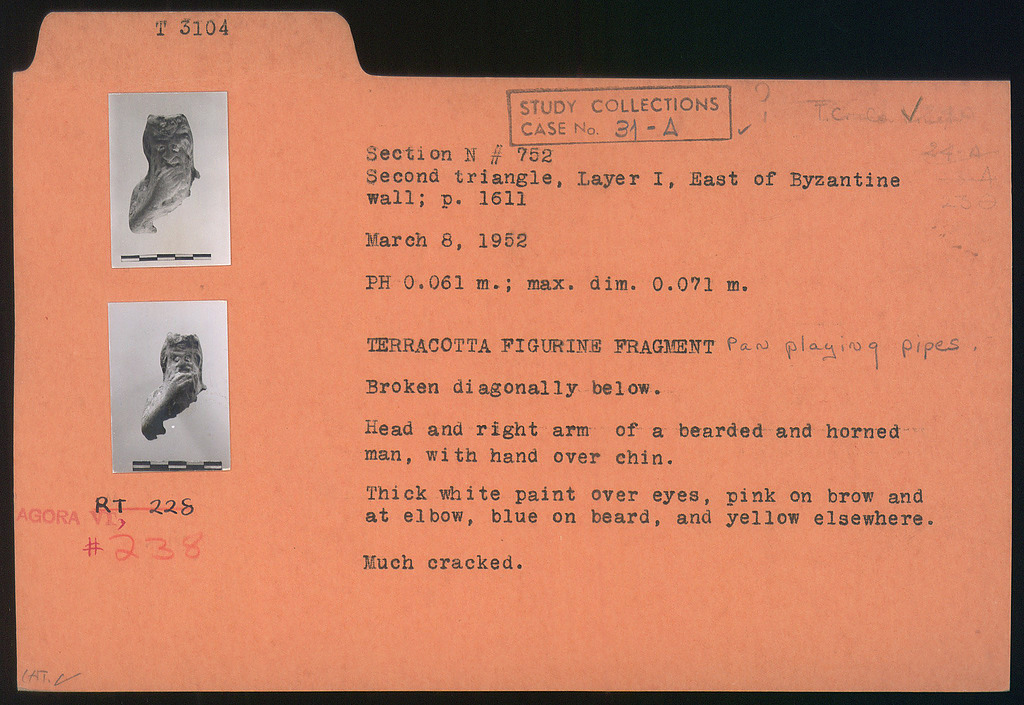 T 3104
STUDY COLLECTIONS
CASE No. 31-A ✓
Section N # 752
Second triangle, Layer I, East of Byzantine
wall; p. 1611
March 8, 1952
PH 0.061 m.; max. dim. 0.071 m.
TERRACOTTA FIGURINE FRAGMENT Pan playing pipes.
Broken diagonally below.
Head and right arm of a bearded and horned
man, with hand over chin.
Thick white paint over eyes, pink on brow and
at elbow, blue on beard, and yellow elsewhere.
Much cracked.
RT 228
AGORA VI,
# 238